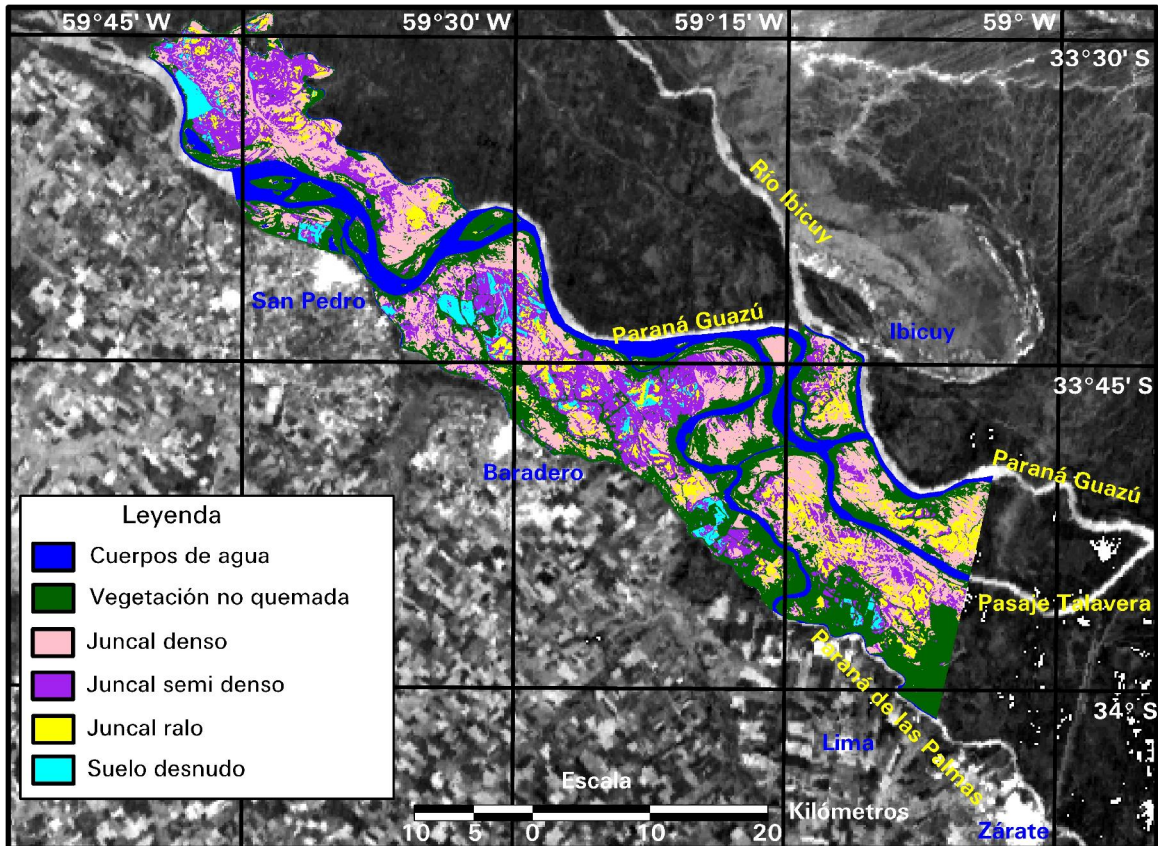 59°45' W
59°30' W
59°15' W
59° W
33°30' S
Río Ibicuy
San Pedro
Paraná Guazú
Ibicuy
33°45' S
Baradero
Paraná Guazú
Leyenda
Cuerpos de agua
Vegetación no quemada
Juncal denso
Juncal semi denso
Juncal ralo
Suelo desnudo
Pasaje Talavera
Paraná de las Palmas
34° S
Lima
Escala
Kilómetros
10 5 0 10 20
Zárate